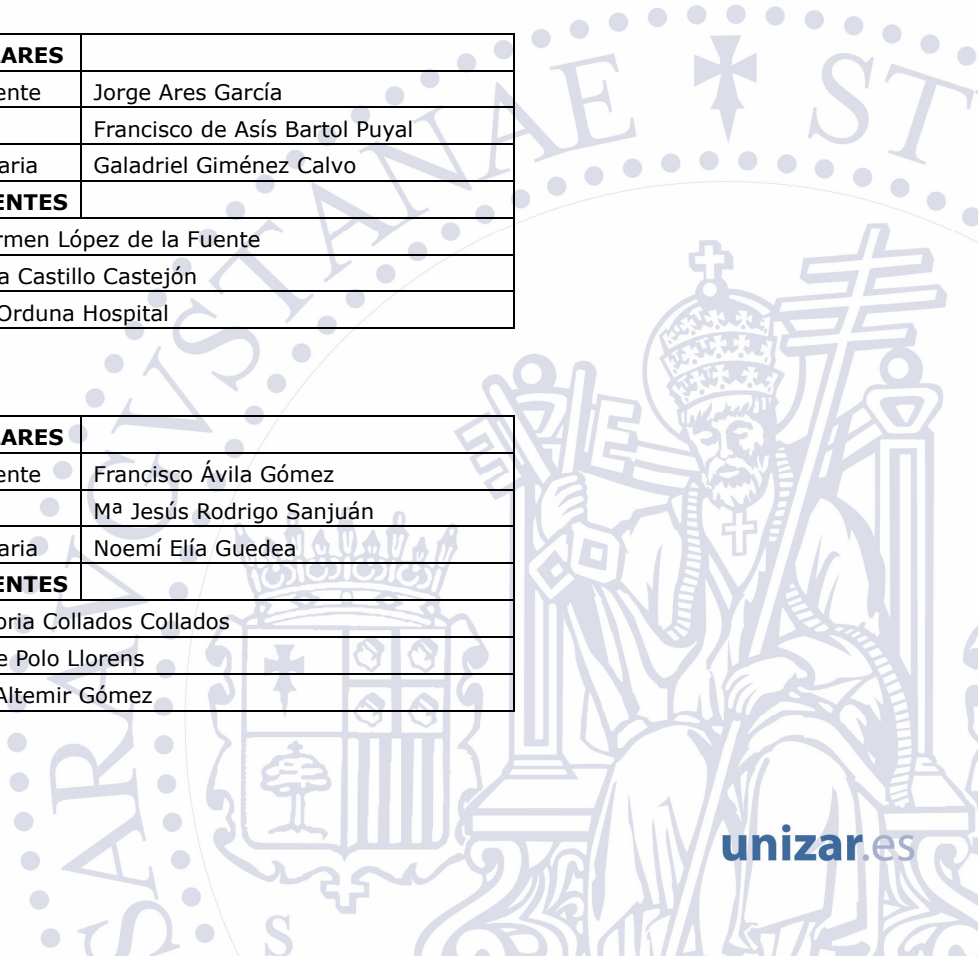 ARES
ente Jorge Ares García
Francisco de Asís Bartol Puyal
aria Galadriel Giménez Calvo
ENTES
rmen López de la Fuente
a Castillo Castejón
Orduna Hospital
ARES
ente Francisco Ávila Gómez
Mª Jesús Rodrigo Sanjuán
aria Noemí Elía Guedea
ENTES
oria Collados Collados
e Polo Llorens
Altemir Gómez
SARAVGVSTANAE ST
S
unizar.es